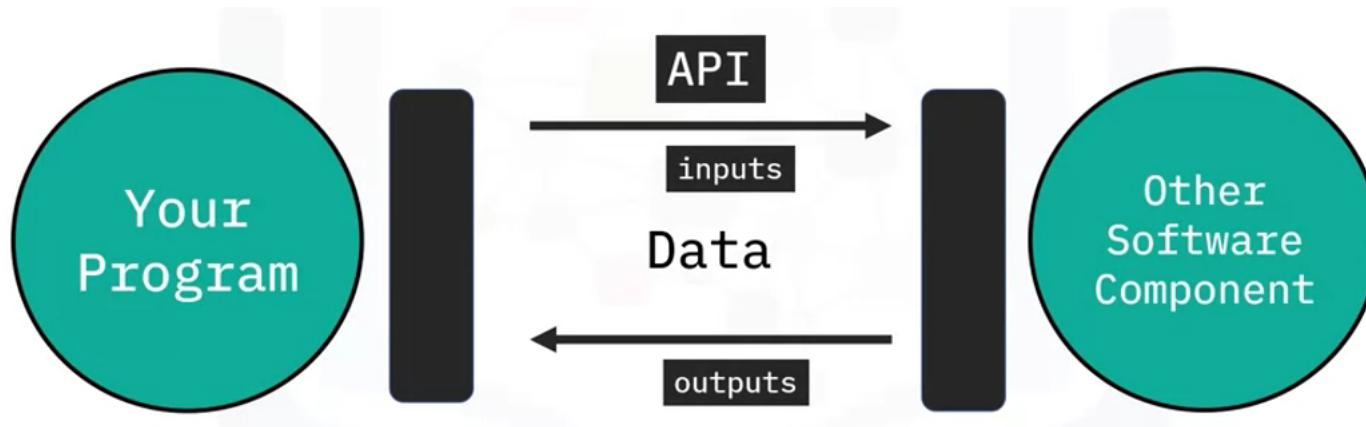 API
inputs
Your
Program
Data
Other
Software
Component
outputs